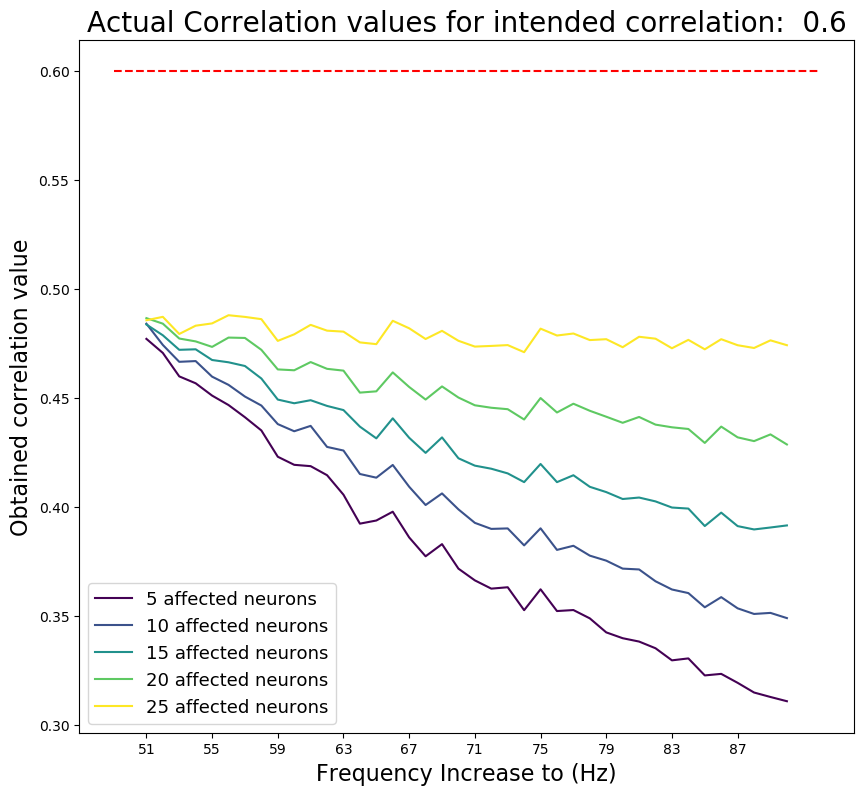 Actual Correlation values for intended correlation:  0.6
0.60
0.55
0.50
0.45
0.40
0.35
0.30
Obtained correlation value
5 affected neurons
10 affected neurons
15 affected neurons
20 affected neurons
25 affected neurons
51 55 59 63 67 71 75 79 83 87
Frequency Increase to (Hz)